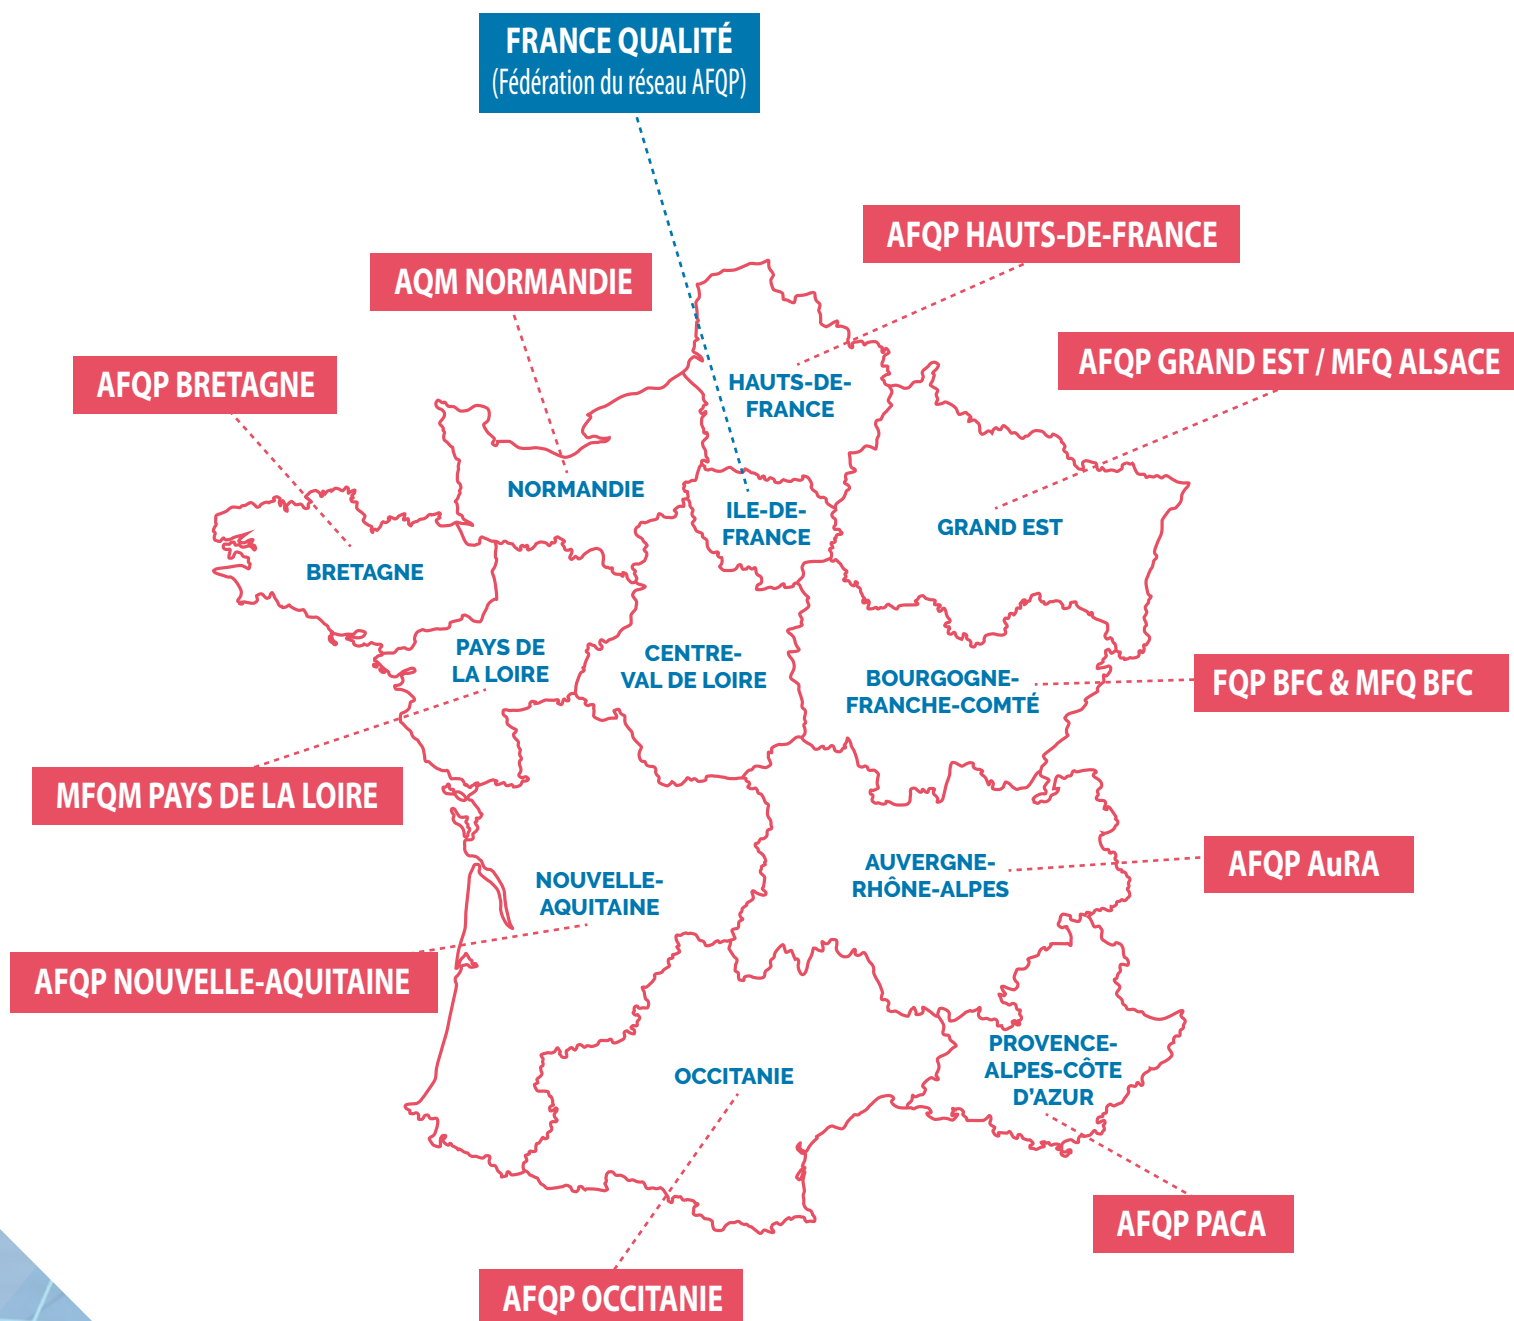 FRANCE QUALITÉ
(Fédération du réseau AFQP)
AFQP HAUTS-DE-FRANCE
AQM NORMANDIE
AFQP GRAND EST / MFQ ALSACE
AFQP BRETAGNE
HAUTS-DE-
FRANCE
NORMANDIE
ILE-DE-
FRANCE
GRAND EST
BRETAGNE
PAYS DE
LA LOIRE
CENTRE-
VAL DE LOIRE
BOURGOGNE-
FRANCHE-COMTÉ
FQP BFC & MFQ BFC
MFQM PAYS DE LA LOIRE
AUVERGNE-
RHÔNE-ALPES
AFQP AuRA
NOUVELLE-
AQUITAINE
AFQP NOUVELLE-AQUITAINE
PROVENCE-
ALPES-CÔTE
D'AZUR
OCCITANIE
AFQP PACA
AFQP OCCITANIE